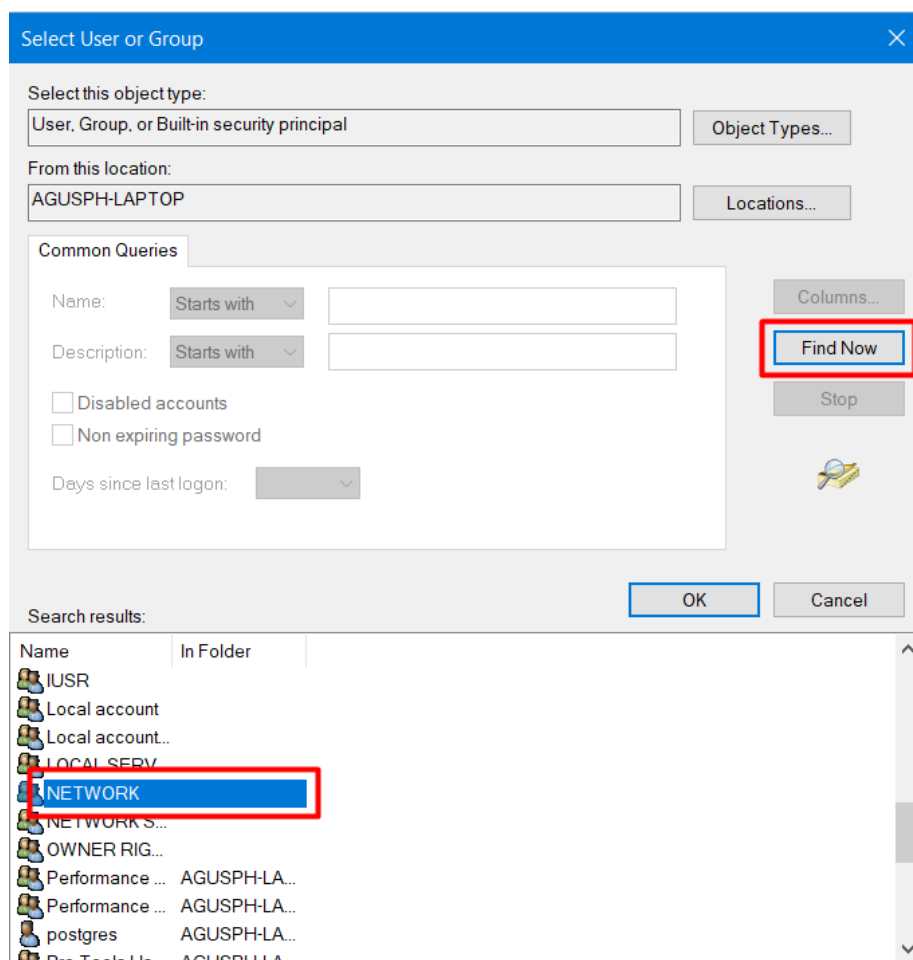 Select User or Group
Select this object type:
User, Group, or Built-in security principal
Object Types...
From this location:
AGUSPH-LAPTOP
Locations...
Common Queries
Name:
Starts with
Columns...
Description:
Starts with
Find Now
Disabled accounts
Stop
Non expiring password
Days since last logon:
OK
Cancel
Search results:
Name In Folder
IUSR
Local account
Local account...
LOCAL SERV
NETWORK
NETWORK S...
OWNER RIG...
Performance ... AGUSPH-LA...
Performance ... AGUSPH-LA...
postgres AGUSPH-LA...